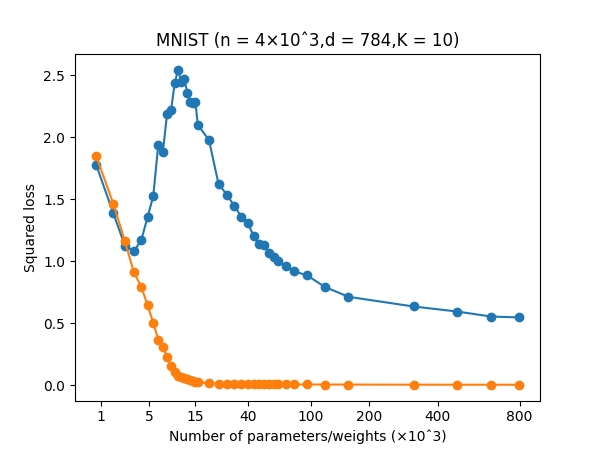 MNIST (n = 4×10ˆ3,d = 784,K = 10)
Squared loss
2.5
2.0
1.5
1.0
0.5
0.0
1 5 15 40 100 200 400 800
Number of parameters/weights (×10ˆ3)